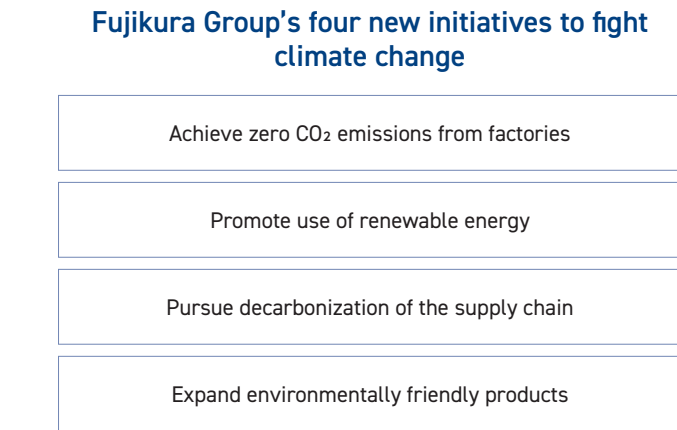 Fujikura Group’s four new initiatives to fight
climate change
Achieve zero CO₂ emissions from factories
Promote use of renewable energy
Pursue decarbonization of the supply chain
Expand environmentally friendly products